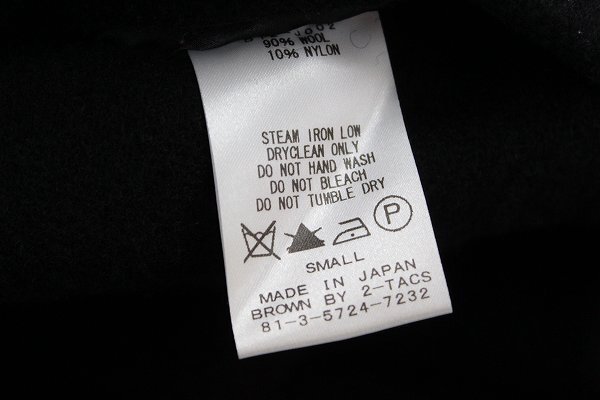 90% WOOL
10% NYLON
STEAM IRON LOW
DRYCLEAN ONLY
DO NOT HAND WASH
DO NOT BLEACH
DO NOT TUMBLE DRY
P
SMALL
MADE IN JAPAN
BROWN BY 2-TACS
81-3-5724-7232